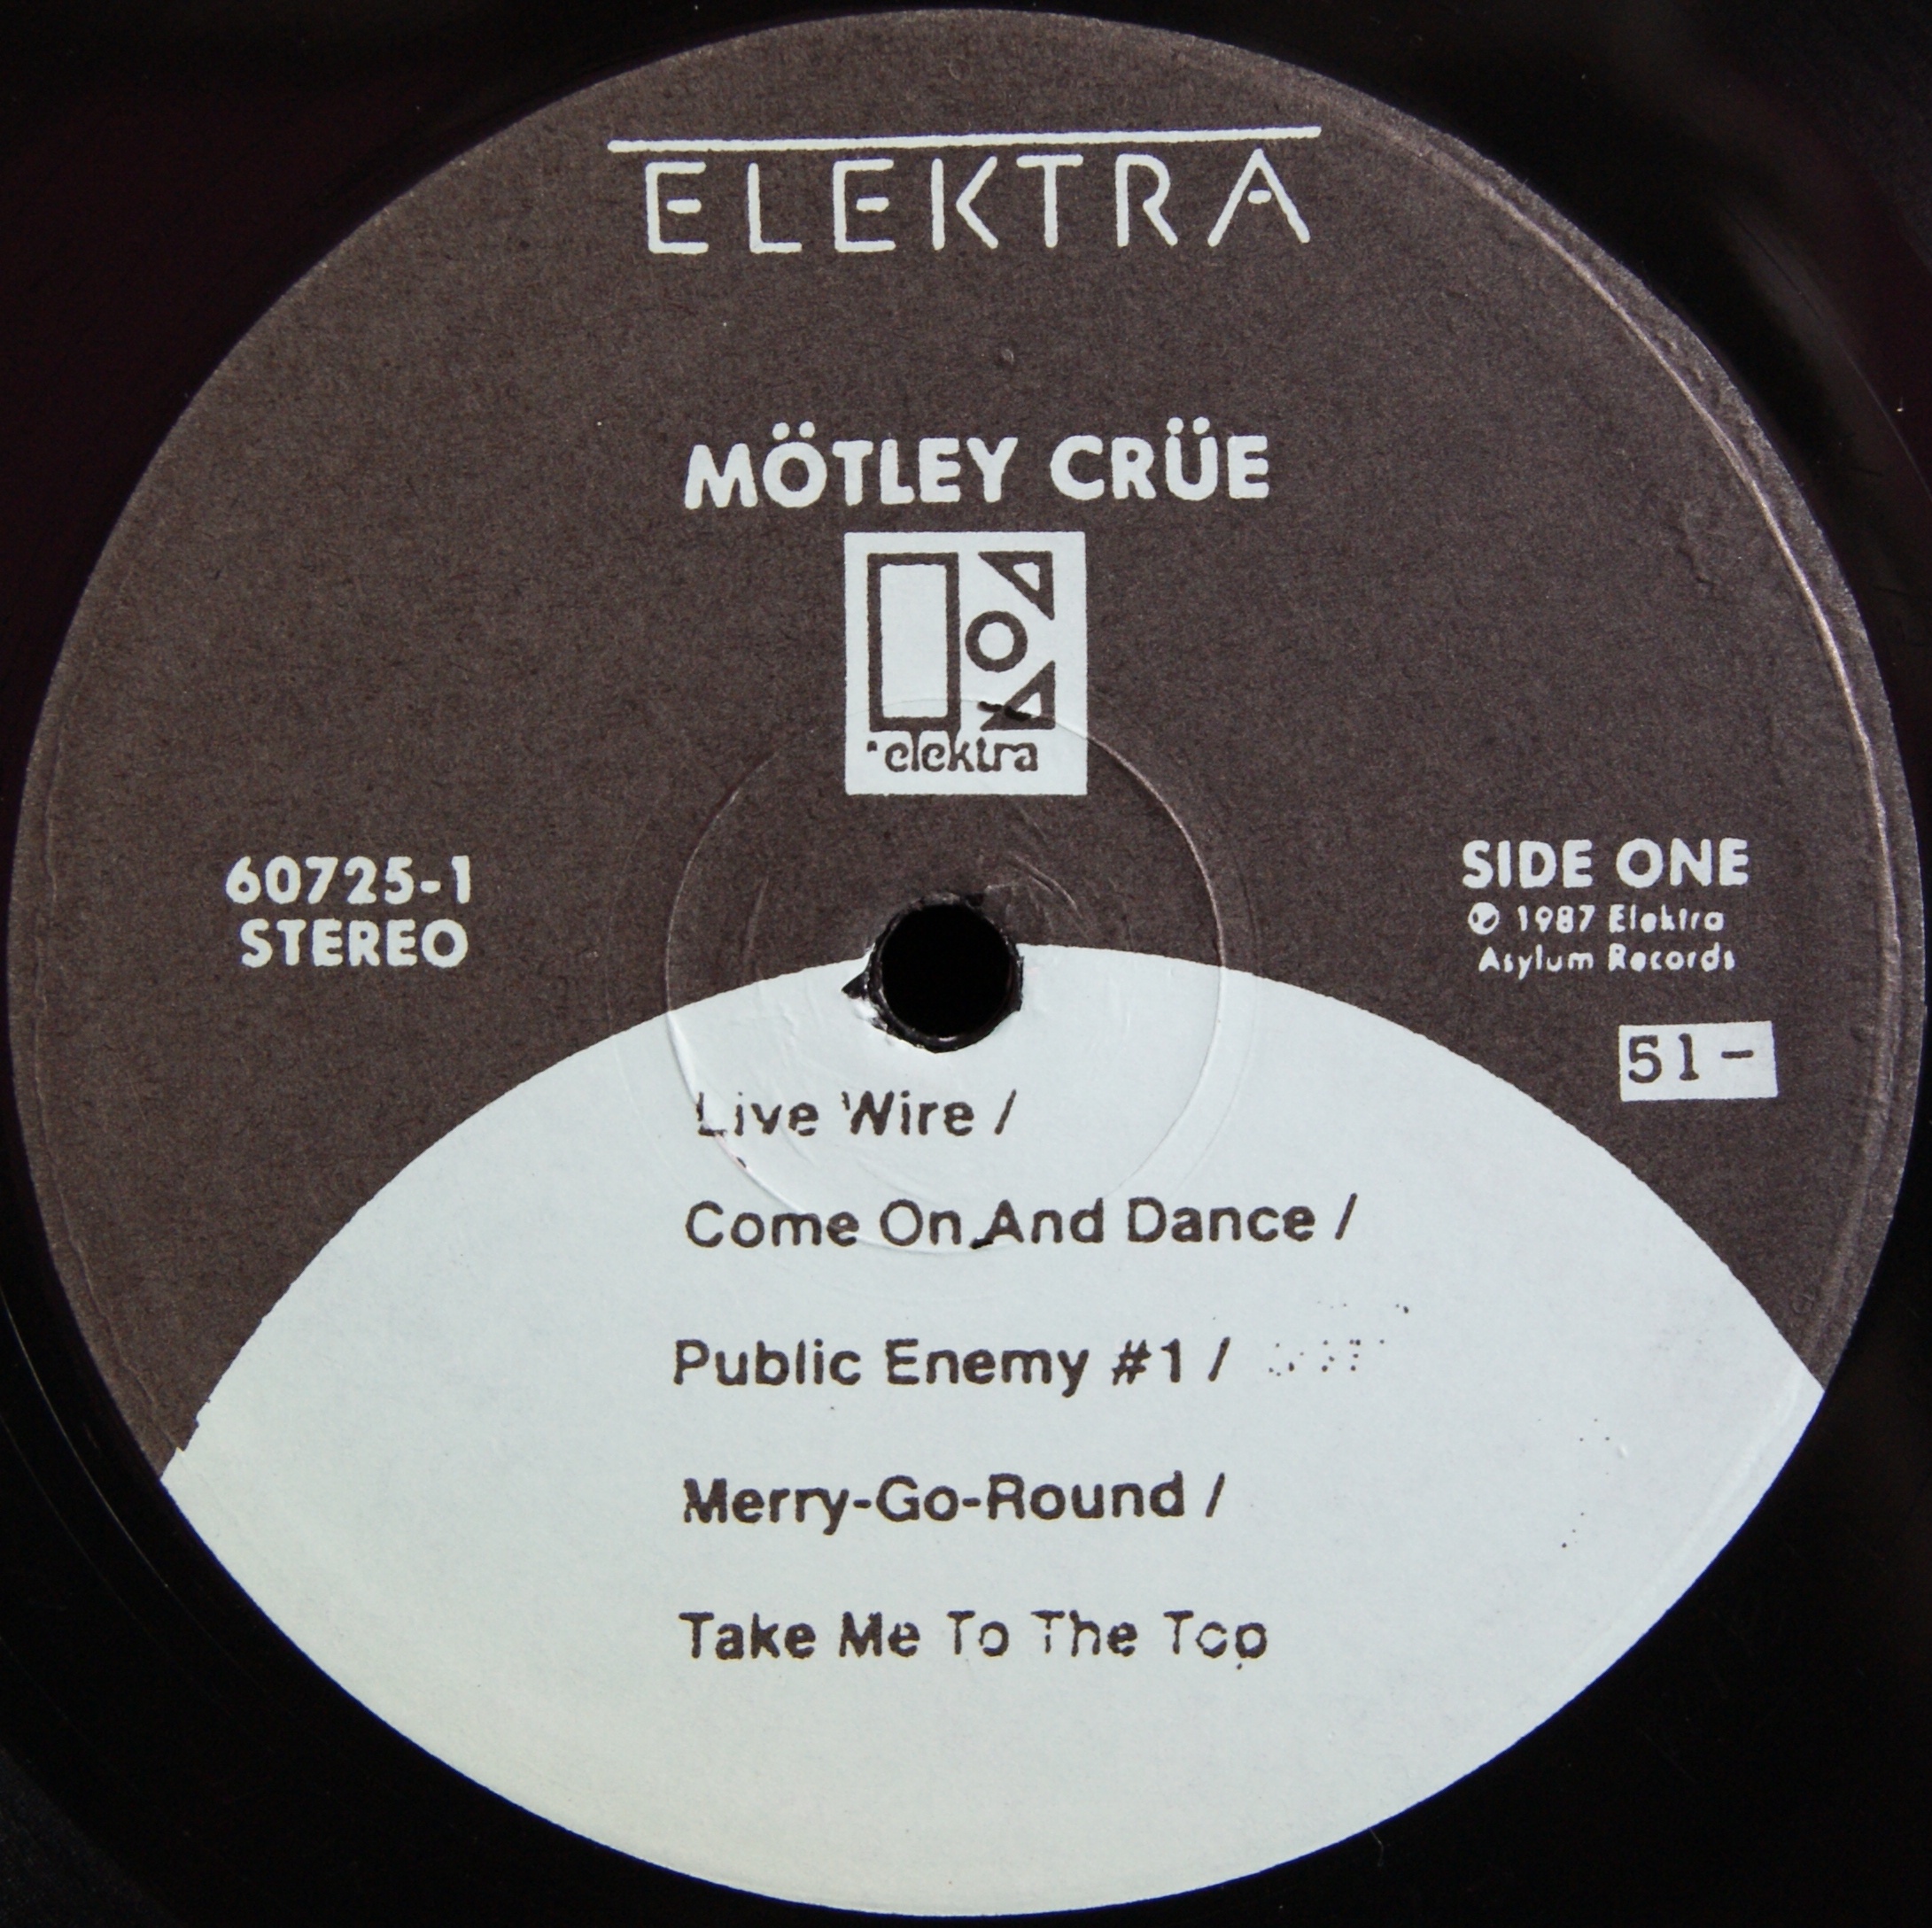 ELEKTRA
MÖTLEY CRÜE
elektra
60725-1
STEREO
SIDE ONE
℗ 1987 Elektra
Asylum Records
51-
Live Wire /
Come On And Dance /
Public Enemy #1 /
Merry-Go-Round /
Take Me To The Top